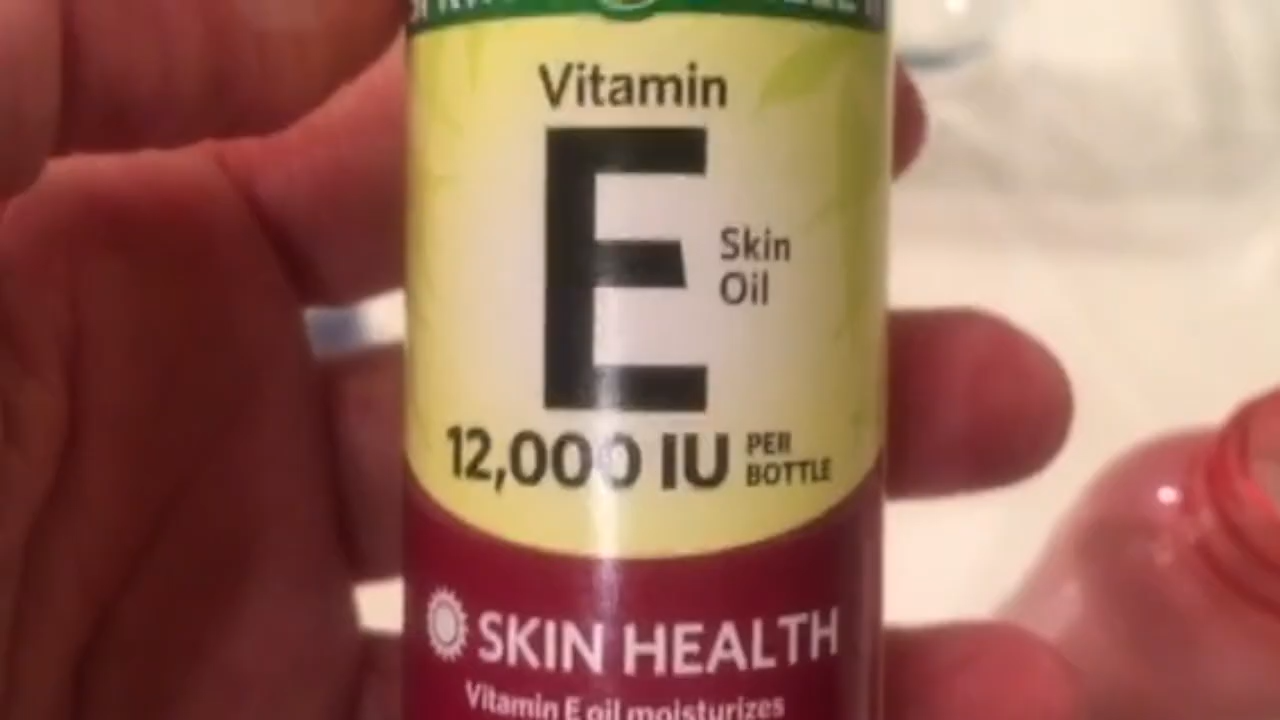 Vitamin
E
Skin
Oil
12,000 IU PER
BOTTLE
SKIN HEALTH
Vitamin E oil moisturizes